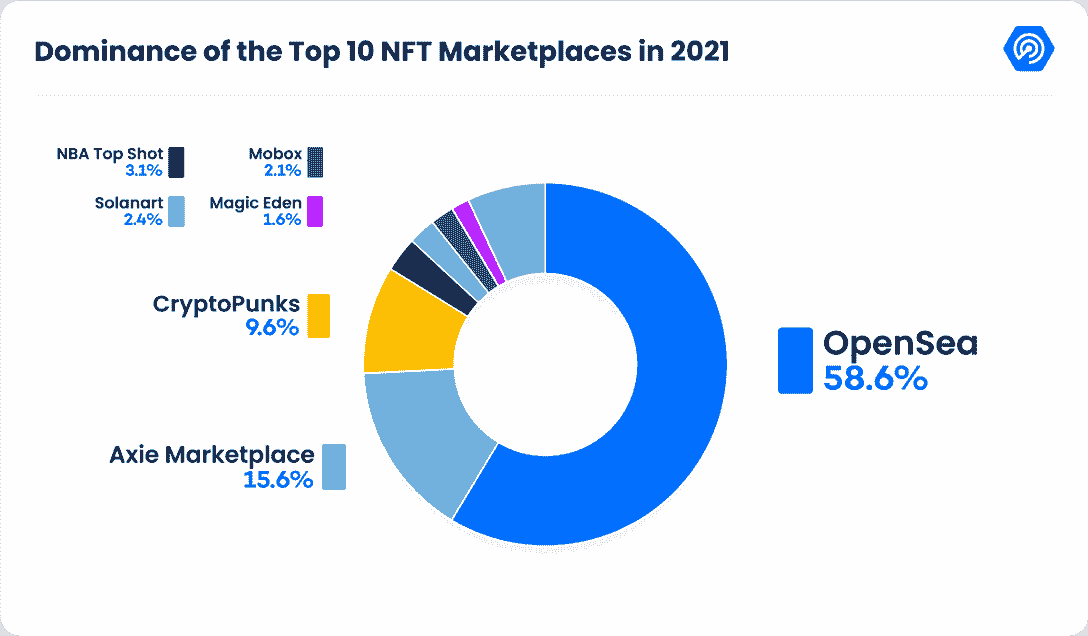 Dominance of the Top 10 NFT Marketplaces in 2021
NBA Top Shot
3.1%
Mobox
2.1%
Solanart
2.4%
Magic Eden
1.6%
CryptoPunks
9.6%
OpenSea
58.6%
Axie Marketplace
15.6%